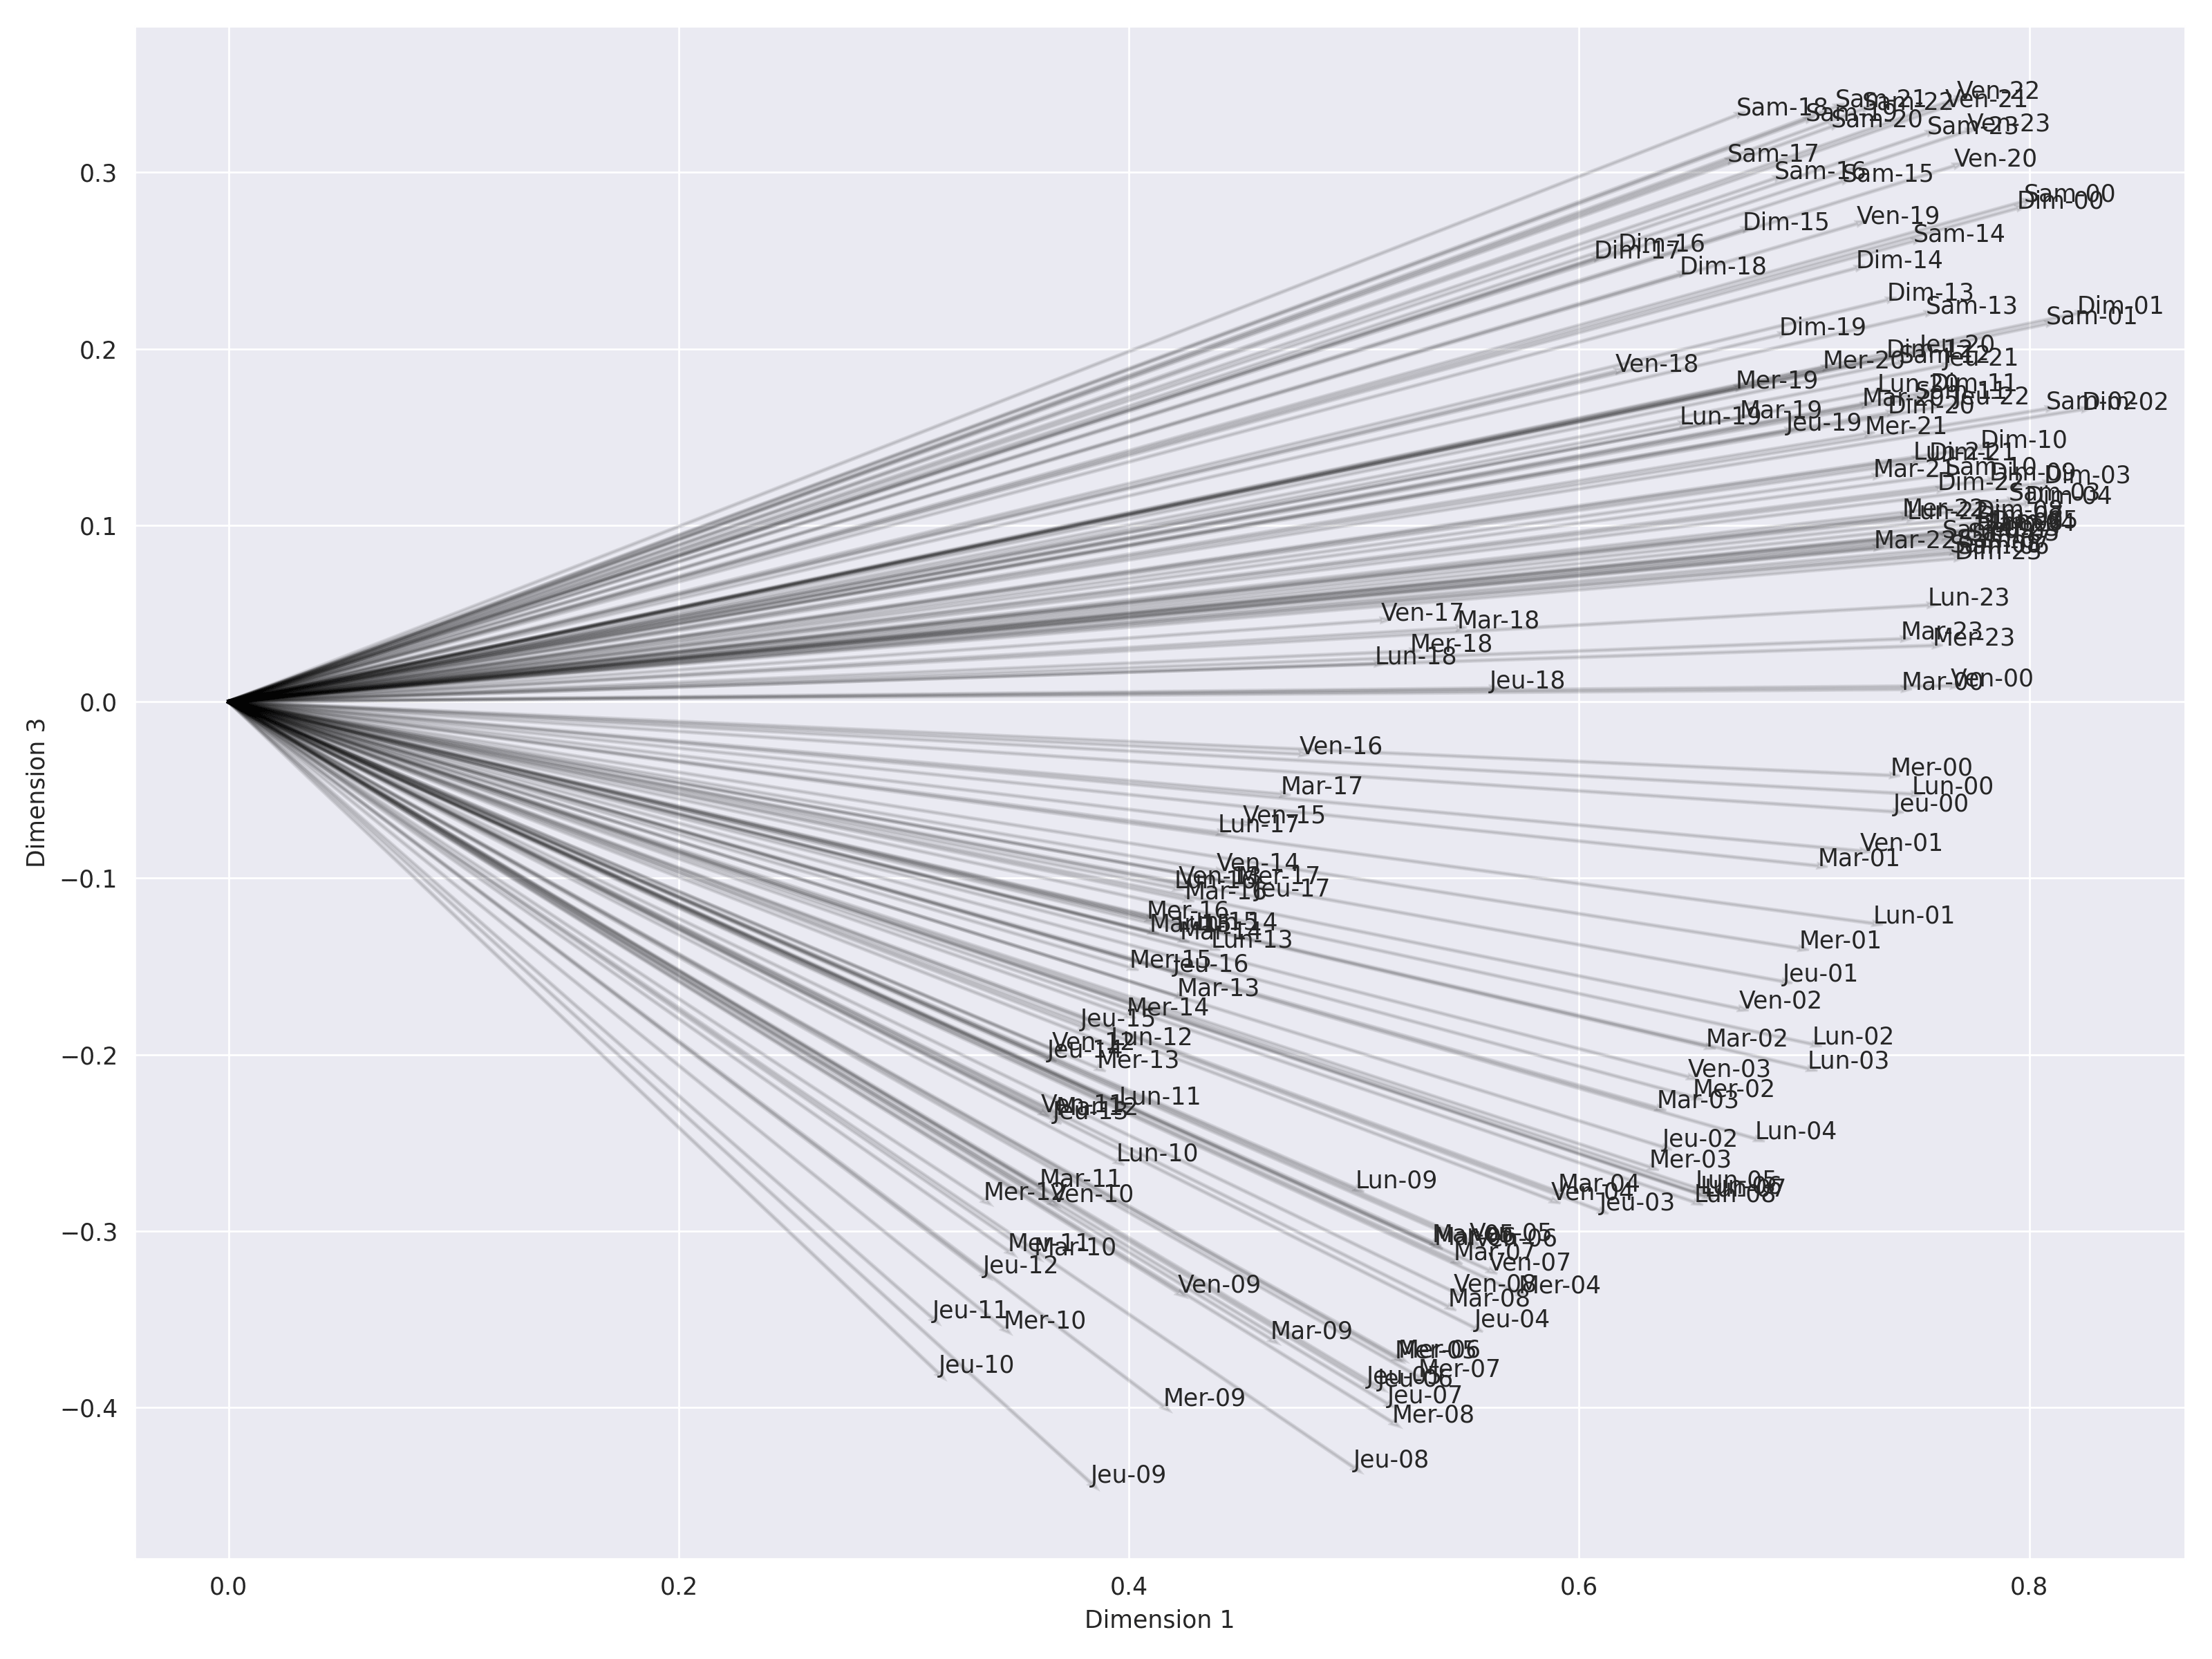 Ven-22
Sam-21
Sam-22
Ven-21
Sam-18
Sam-19
Sam-20
Sam-23
Ven-23
Sam-17
Ven-20
Sam-16
Sam-15
0.3
Sam-00
Dim-00
Dim-15
Ven-19
Sam-14
Dim-16
Dim-17
Dim-18
Dim-14
Dim-13
Sam-13
Dim-01
Sam-01
Dim-19
0.2
Dim-12
Jeu-20
Ven-18
Mer-20
Sam-12
Jeu-21
Mer-19
Lun-20
Dim-11
Sam-11
Mar-20
Jeu-22
Lun-19
Mar-19
Dim-20
Sam-02
Dim-02
Jeu-19
Mer-21
Dim-10
Lun-21
Dim-21
Mar-21
Sam-10
Dim-09
Dim-03
Dim-22
Sam-03
Dim-04
Mer-22
Lun-22
Dim-08
0.1
Mar-22
Dim-23
Lun-23
Ven-17
Mar-18
Mer-18
Mar-23
Mer-23
Lun-18
Jeu-18
Mar-00
Ven-00
0.0
Ven-16
Mer-00
Lun-00
Jeu-00
Mar-17
Ven-15
Lun-17
Ven-01
Mar-01
Ven-14
Ven-13
Mer-17
Lun-16
Mar-16
Jeu-17
−0.1
Mer-16
Mar-15
Lun-15
Lun-14
Mar-14
Lun-13
Lun-01
Mer-01
Mer-15
Jeu-16
Jeu-01
Mar-13
Ven-02
Mer-14
Jeu-15
Ven-12
Lun-12
Jeu-14
Mer-13
Mar-02
Lun-02
Lun-03
−0.2
Ven-03
Mer-02
Mar-03
Ven-11
Mar-12
Jeu-13
Lun-11
Jeu-02
Lun-04
Lun-10
Mer-03
Mar-11
Mer-12
Ven-10
Lun-09
Mar-04
Ven-04
Jeu-03
Lun-05
Lun-06
Lun-07
Lun-08
−0.3
Mar-05
Mar-06
Ven-05
Ven-06
Mer-11
Mar-10
Mar-07
Ven-07
Jeu-12
Ven-09
Ven-08
Mer-04
Mar-08
Jeu-11
Mer-10
Jeu-04
Mar-09
Jeu-10
Mer-06
Mer-05
Mer-07
Jeu-05
Jeu-06
Jeu-07
Mer-09
Mer-08
−0.4
Jeu-08
Jeu-09
0.0 0.2 0.4 0.6 0.8
Dimension 1
Dimension 3